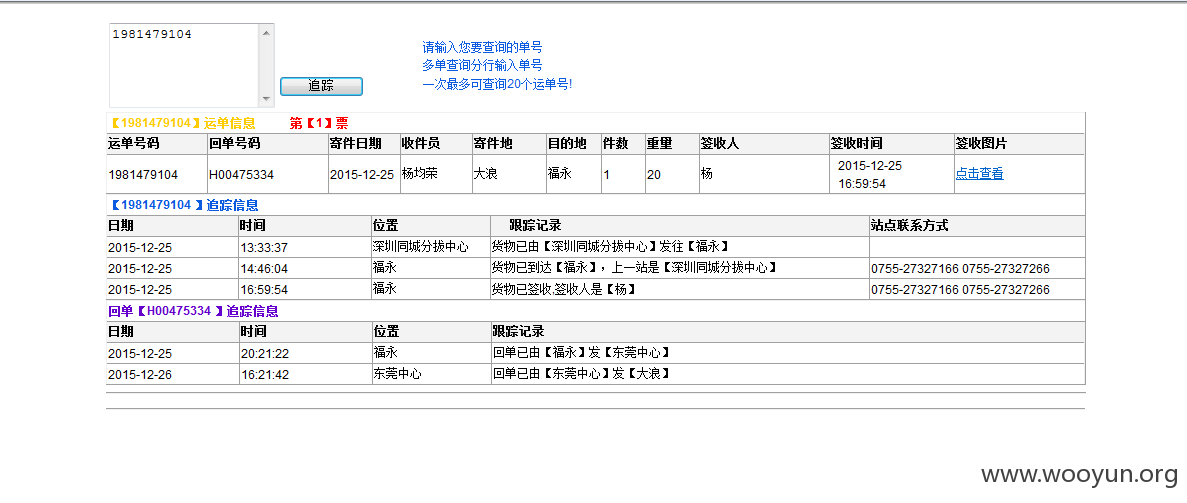 1981479104
追踪
请输入您要查询的单号
多单查询分行输入单号
一次最多可查询20个运单号!
【1981479104】运单信息 第【1】票
运单号码 回单号码 寄件日期 收件员 寄件地 目的地 件数 重量 签收人 签收时间 签收图片
1981479104 H00475334 2015-12-25 杨均荣 大浪 福永 1 20 杨 2015-12-25 16:59:54 点击查看
【1981479104 】追踪信息
日期 时间 位置 跟踪记录 站点联系方式
2015-12-25 13:33:37 深圳同城分拔中心 货物已由【深圳同城分拔中心】发往【福永】
2015-12-25 14:46:04 福永 货物已到达【福永】，上一站是【深圳同城分拔中心】 0755-27327166 0755-27327266
2015-12-25 16:59:54 福永 货物已签收,签收人是【杨】 0755-27327166 0755-27327266
回单【H00475334 】追踪信息
日期 时间 位置 跟踪记录
2015-12-25 20:21:22 福永 回单已由【福永】发【东莞中心】
2015-12-26 16:21:42 东莞中心 回单已由【东莞中心】发【大浪】
www.wooyun.org